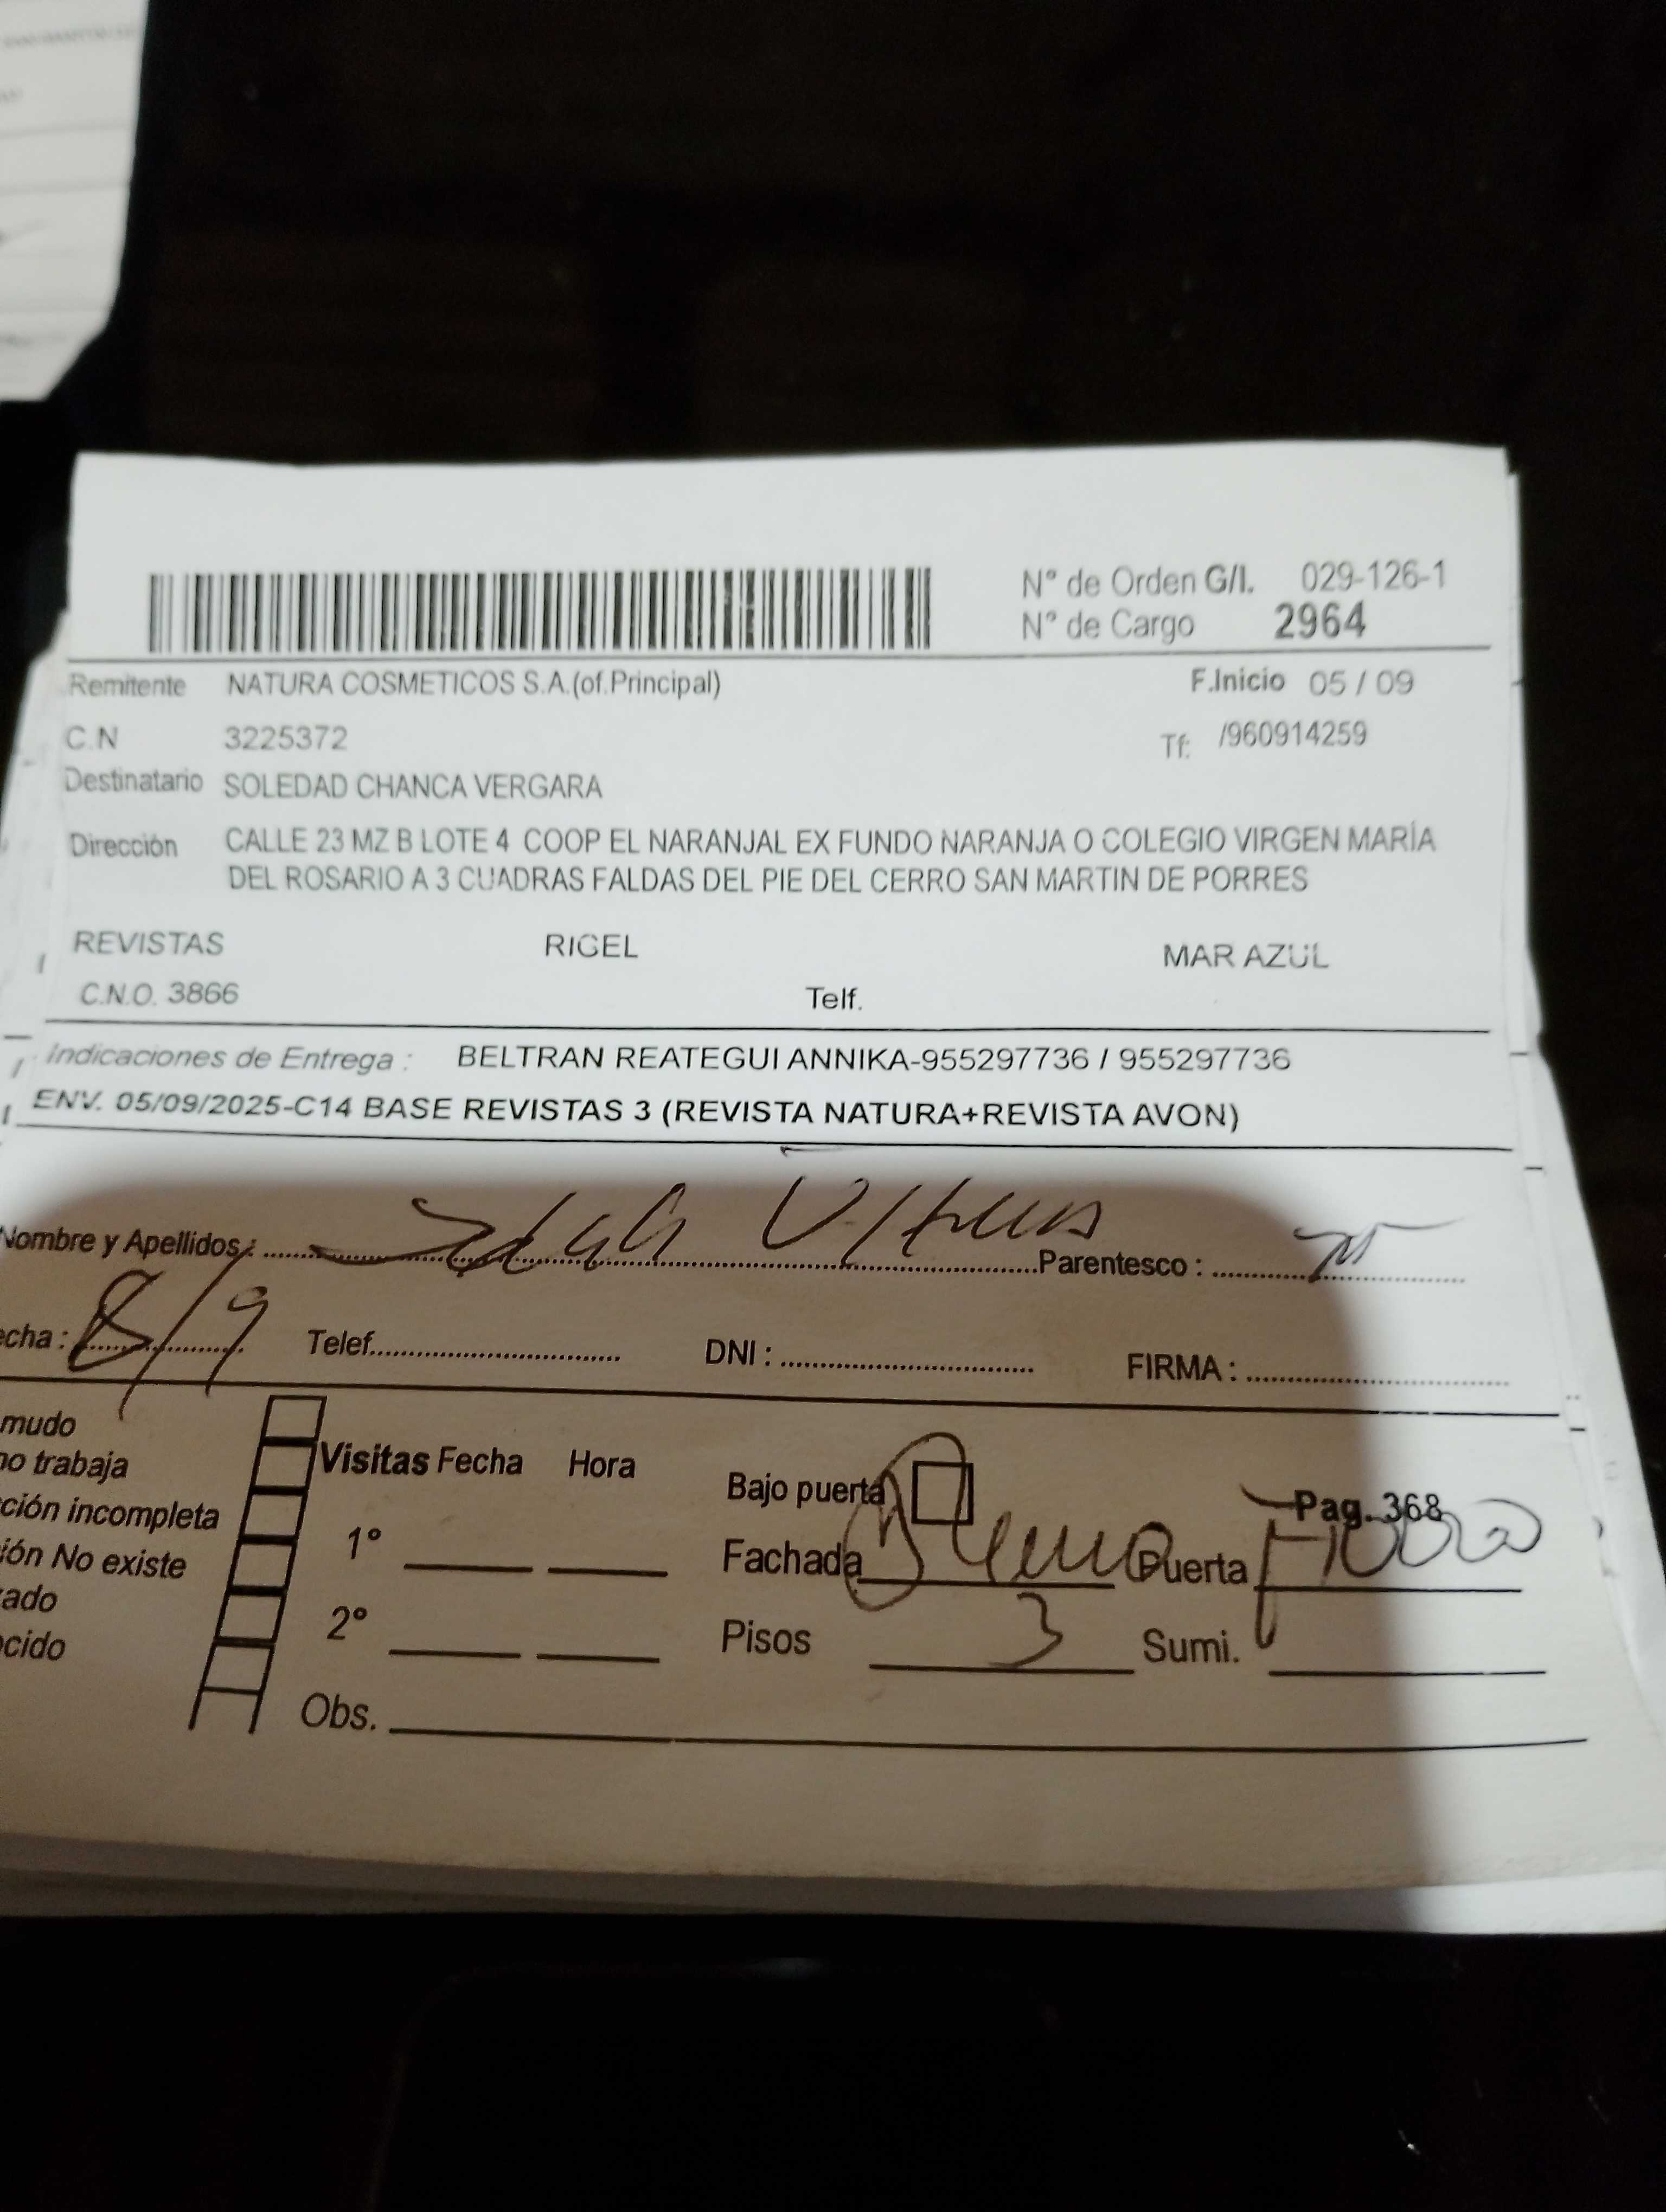 N° de Orden G/I. 029-126-1
N° de Cargo 2964
Remitente NATURA COSMETICOS S.A.(of.Principal) F.Inicio 05 / 09
C.N 3225372 Tf: /960914259
Destinatario SOLEDAD CHANCA VERGARA
Dirección CALLE 23 MZ B LOTE 4 COOP EL NARANJAL EX FUNDO NARANJA O COLEGIO VIRGEN MARÍA
DEL ROSARIO A 3 CUADRAS FALDAS DEL PIE DEL CERRO SAN MARTIN DE PORRES
REVISTAS RIGEL MAR AZUL
C.N.O. 3866 Telf.
Indicaciones de Entrega : BELTRAN REATEGUI ANNIKA-955297736 / 955297736
ENV. 05/09/2025-C14 BASE REVISTAS 3 (REVISTA NATURA+REVISTA AVON)
Nombre y Apellidos : Parentesco :
echa : 8/9 Telef. DNI : FIRMA :
mudo
no trabaja Visitas Fecha Hora Bajo puerta Pag. 368
ción incompleta
ión No existe 1° Fachada Puerta
ado
ocido 2° Pisos 3 Sumi.
Obs.